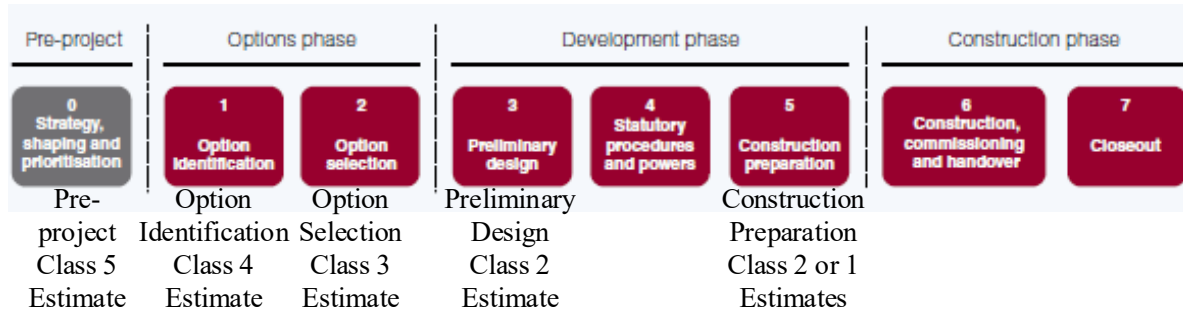 Pre-project
Options phase
Development phase
Construction phase
0
Strategy,
shaping and
prioritisation
1
Option
identification
2
Option
selection
3
Preliminary
design
4
Statutory
procedures
and powers
5
Construction
preparation
6
Construction,
commissioning
and handover
7
Closeout
Pre-
project
Class 5
Estimate
Option
Identification
Class 4
Estimate
Option
Selection
Class 3
Estimate
Preliminary
Design
Class 2
Estimate
Construction
Preparation
Class 2 or 1
Estimates